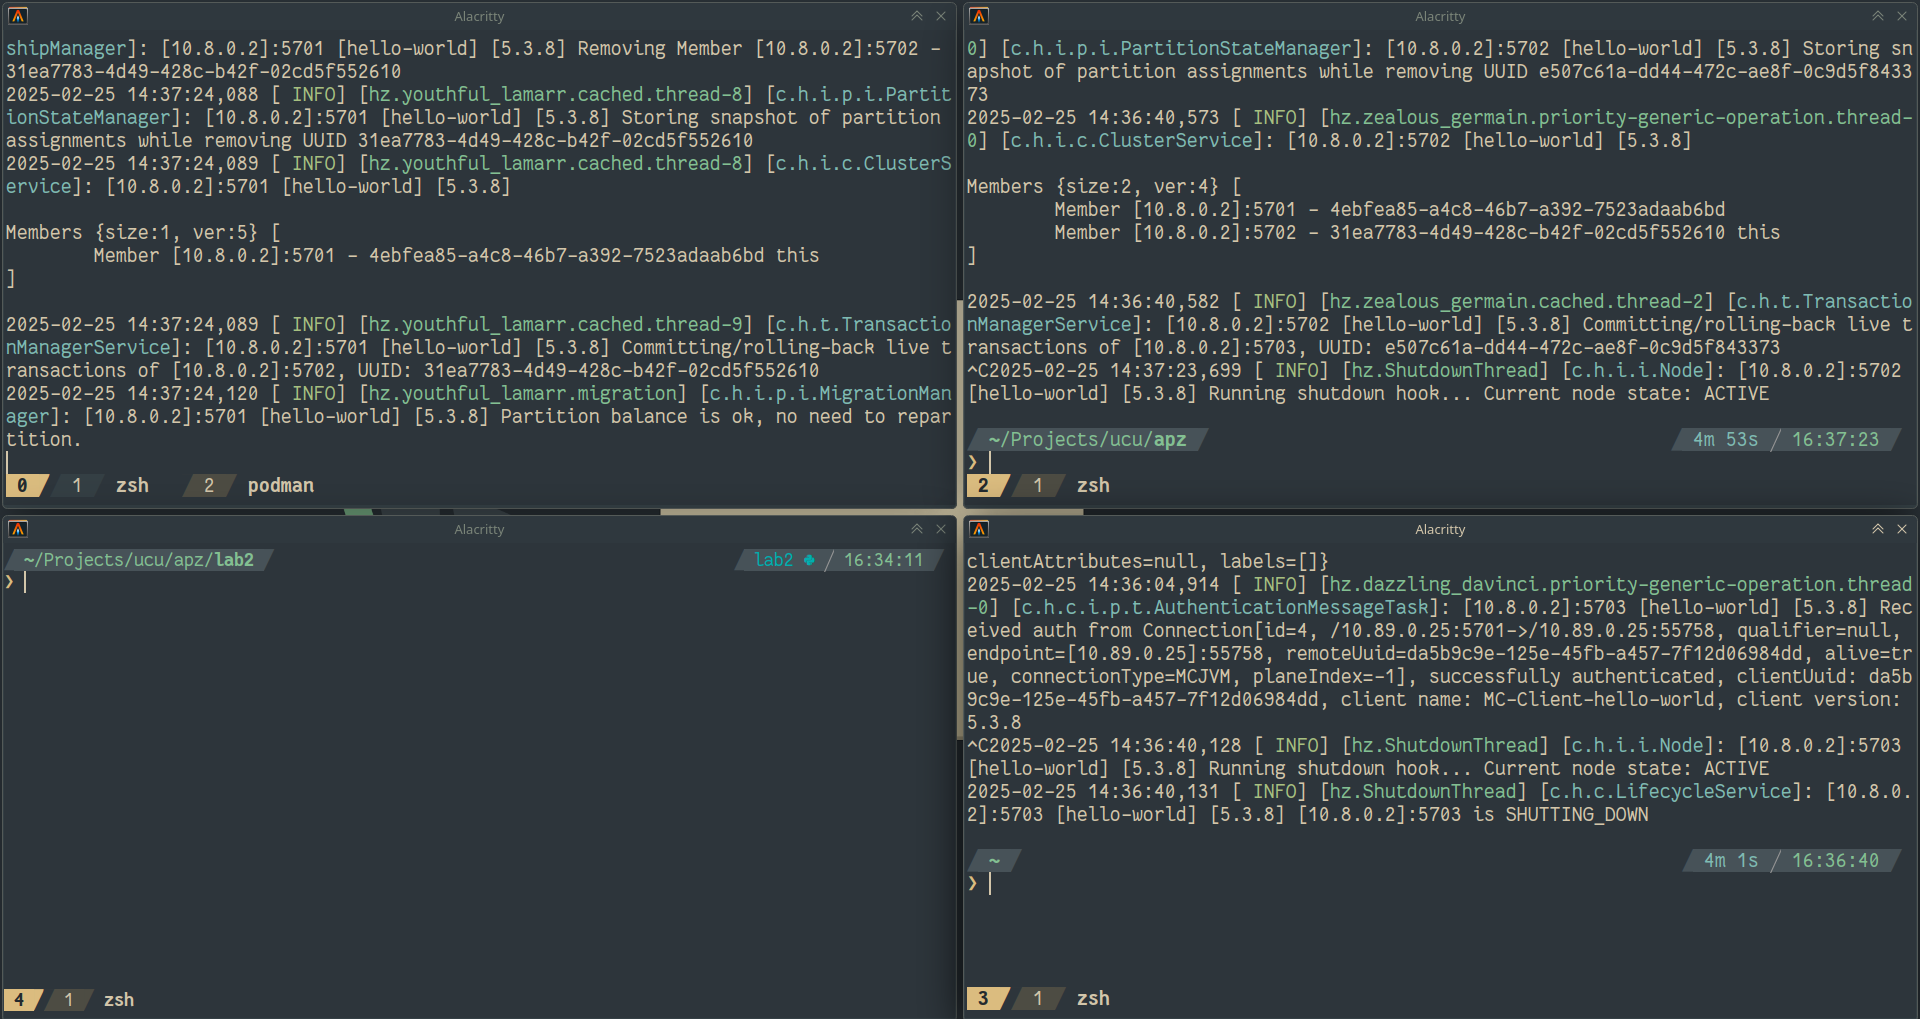 Alacritty
shipManager]: [10.8.0.2]:5701 [hello-world] [5.3.8] Removing Member [10.8.0.2]:5702 -
31ea7783-4d49-428c-b42f-02cd5f552610
2025-02-25 14:37:24,088 [ INFO] [hz.youthful_lamarr.cached.thread-8] [c.h.i.p.i.Partit
ionStateManager]: [10.8.0.2]:5701 [hello-world] [5.3.8] Storing snapshot of partition
assignments while removing UUID 31ea7783-4d49-428c-b42f-02cd5f552610
2025-02-25 14:37:24,089 [ INFO] [hz.youthful_lamarr.cached.thread-8] [c.h.i.c.ClusterS
ervice]: [10.8.0.2]:5701 [hello-world] [5.3.8]
Members {size:1, ver:5} [
Member [10.8.0.2]:5701 - 4ebfea85-a4c8-46b7-a392-7523adaab6bd this
]
2025-02-25 14:37:24,089 [ INFO] [hz.youthful_lamarr.cached.thread-9] [c.h.t.Transactio
nManagerService]: [10.8.0.2]:5701 [hello-world] [5.3.8] Committing/rolling-back live t
ransactions of [10.8.0.2]:5702, UUID: 31ea7783-4d49-428c-b42f-02cd5f552610
2025-02-25 14:37:24,120 [ INFO] [hz.youthful_lamarr.migration] [c.h.i.p.i.MigrationMan
ager]: [10.8.0.2]:5701 [hello-world] [5.3.8] Partition balance is ok, no need to repar
tition.
0 1 zsh 2 podman
Alacritty
0] [c.h.i.p.i.PartitionStateManager]: [10.8.0.2]:5702 [hello-world] [5.3.8] Storing sn
apshot of partition assignments while removing UUID e507c61a-dd44-472c-ae8f-0c9d5f8433
73
2025-02-25 14:36:40,573 [ INFO] [hz.zealous_germain.priority-generic-operation.thread-
0] [c.h.i.c.ClusterService]: [10.8.0.2]:5702 [hello-world] [5.3.8]
Members {size:2, ver:4} [
Member [10.8.0.2]:5701 - 4ebfea85-a4c8-46b7-a392-7523adaab6bd
Member [10.8.0.2]:5702 - 31ea7783-4d49-428c-b42f-02cd5f552610 this
]
2025-02-25 14:36:40,582 [ INFO] [hz.zealous_germain.cached.thread-2] [c.h.t.Transactio
nManagerService]: [10.8.0.2]:5702 [hello-world] [5.3.8] Committing/rolling-back live t
ransactions of [10.8.0.2]:5703, UUID: e507c61a-dd44-472c-ae8f-0c9d5f843373
^C2025-02-25 14:37:23,699 [ INFO] [hz.ShutdownThread] [c.h.i.i.Node]: [10.8.0.2]:5702
[hello-world] [5.3.8] Running shutdown hook... Current node state: ACTIVE
~/Projects/ucu/apz 4m 53s / 16:37:23
❯
2 1 zsh
Alacritty
~/Projects/ucu/apz/lab2 lab2 / 16:34:11
❯
4 1 zsh
Alacritty
clientAttributes=null, labels=[]}
2025-02-25 14:36:04,914 [ INFO] [hz.dazzling_davinci.priority-generic-operation.thread
-0] [c.h.c.i.p.t.AuthenticationMessageTask]: [10.8.0.2]:5703 [hello-world] [5.3.8] Rec
eived auth from Connection[id=4, /10.89.0.25:5701->/10.89.0.25:55758, qualifier=null,
endpoint=[10.89.0.25]:55758, remoteUuid=da5b9c9e-125e-45fb-a457-7f12d06984dd, alive=tr
ue, connectionType=MCJVM, planeIndex=-1], successfully authenticated, clientUuid: da5b
9c9e-125e-45fb-a457-7f12d06984dd, client name: MC-Client-hello-world, client version:
5.3.8
^C2025-02-25 14:36:40,128 [ INFO] [hz.ShutdownThread] [c.h.i.i.Node]: [10.8.0.2]:5703
[hello-world] [5.3.8] Running shutdown hook... Current node state: ACTIVE
2025-02-25 14:36:40,131 [ INFO] [hz.ShutdownThread] [c.h.c.LifecycleService]: [10.8.0.
2]:5703 [hello-world] [5.3.8] [10.8.0.2]:5703 is SHUTTING_DOWN
~ 4m 1s / 16:36:40
❯
3 1 zsh